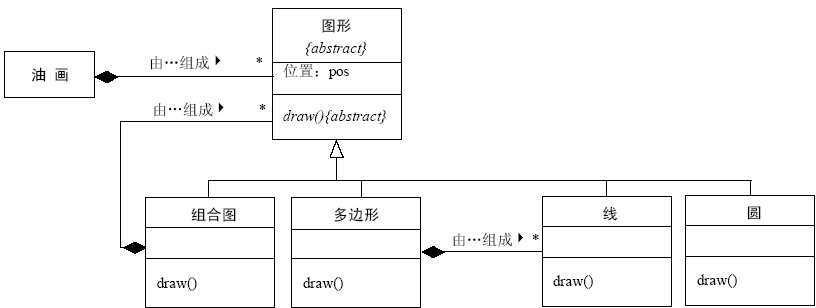 图形
{abstract}
油 画
由…组成 *
位置：pos
由…组成 *
draw(){abstract}
组合图
多边形
线
圆
由…组成 *
draw()
draw()
draw()
draw()